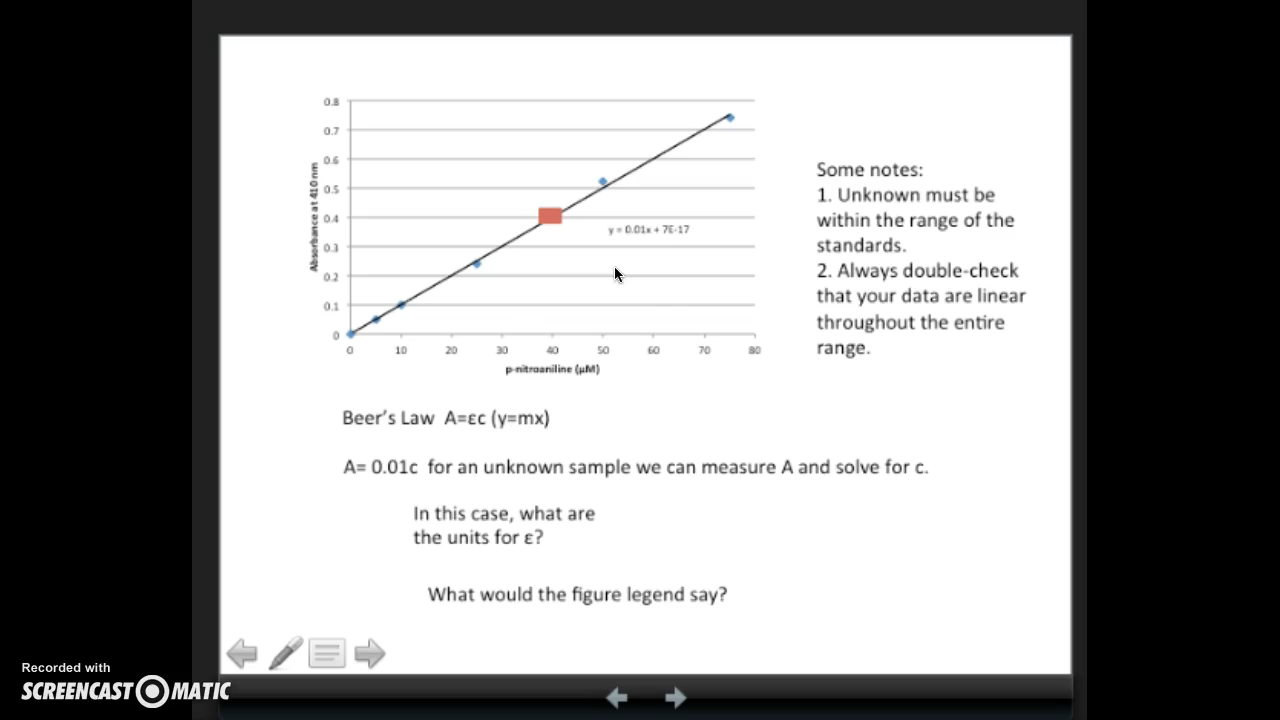 0.8
0.7
0.6
0.5
0.4
0.3
0.2
0.1
0
Absorbance at 410 nm
y = 0.01x + 7E-17
0 10 20 30 40 50 60 70 80
p-nitroaniline (μM)
Some notes:
1. Unknown must be
within the range of the
standards.
2. Always double-check
that your data are linear
throughout the entire
range.
Beer's Law A=εc (y=mx)
A= 0.01c for an unknown sample we can measure A and solve for c.
In this case, what are
the units for ε?
What would the figure legend say?
Recorded with
SCREENCAST O MATIC